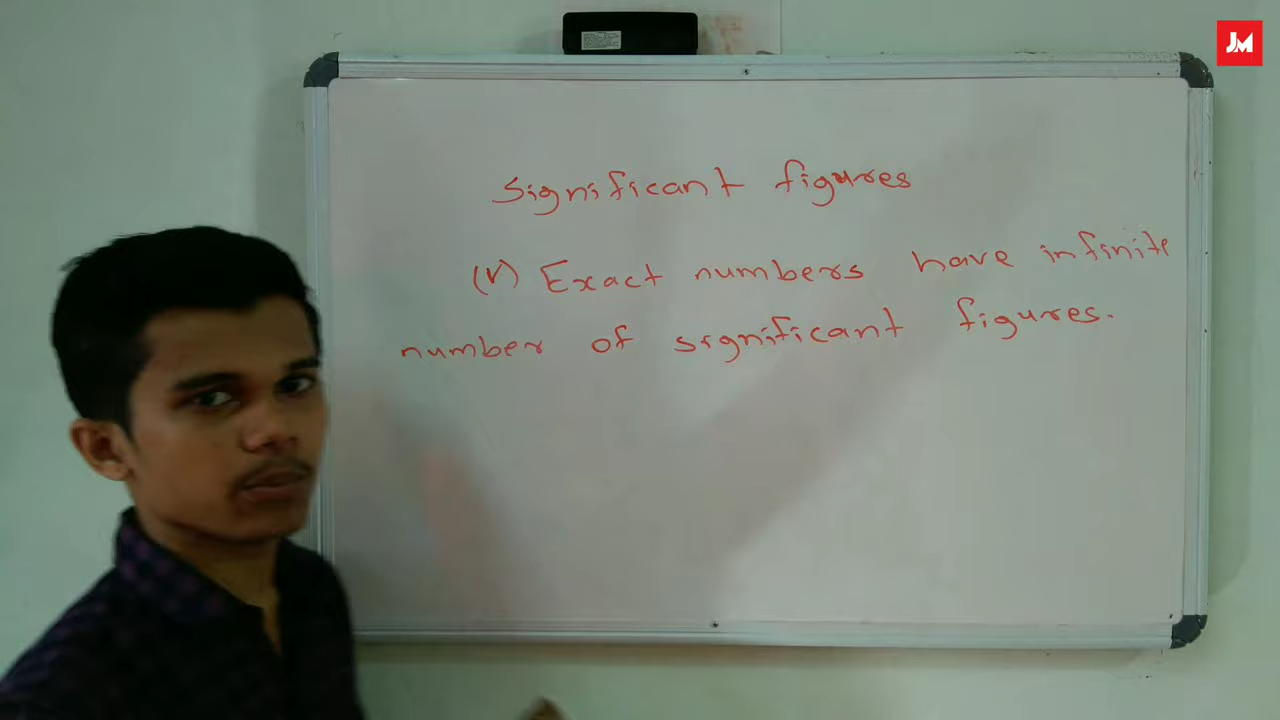 JM
Significant figures
(V) Exact numbers have infinite
number of significant figures.